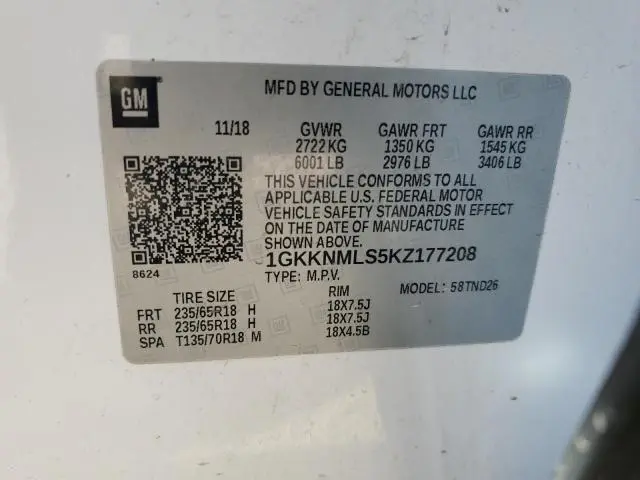 GM
MFD BY GENERAL MOTORS LLC
11/18 GVWR GAWR FRT GAWR RR
2722 KG 1350 KG 1545 KG
6001 LB 2976 LB 3406 LB
THIS VEHICLE CONFORMS TO ALL
APPLICABLE U.S. FEDERAL MOTOR
VEHICLE SAFETY STANDARDS IN EFFECT
ON THE DATE OF MANUFACTURE
SHOWN ABOVE.
8624
1GKKNMLS5KZ177208
TYPE: M.P.V. MODEL: 58TND26
TIRE SIZE RIM
FRT 235/65R18 H 18X7.5J
RR 235/65R18 H 18X7.5J
SPA T135/70R18 M 18X4.5B